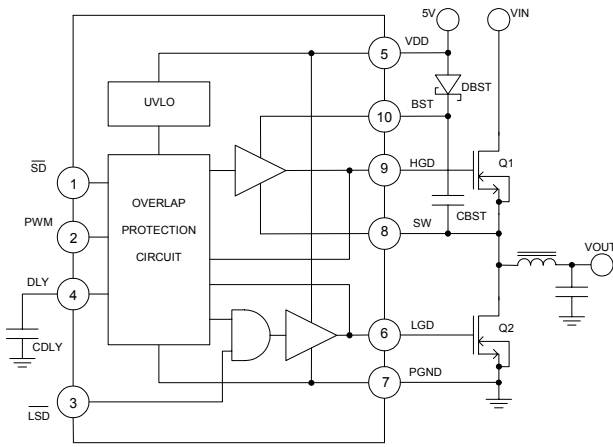 5V
VIN
5
VDD
DBST
UVLO
10
BST
SD
1
9
HGD
Q1
OVERLAP
PROTECTION
CIRCUIT
PWM
2
CBST
8
SW
VOUT
DLY
4
CDLY
6
LGD
Q2
7
PGND
3
LSD